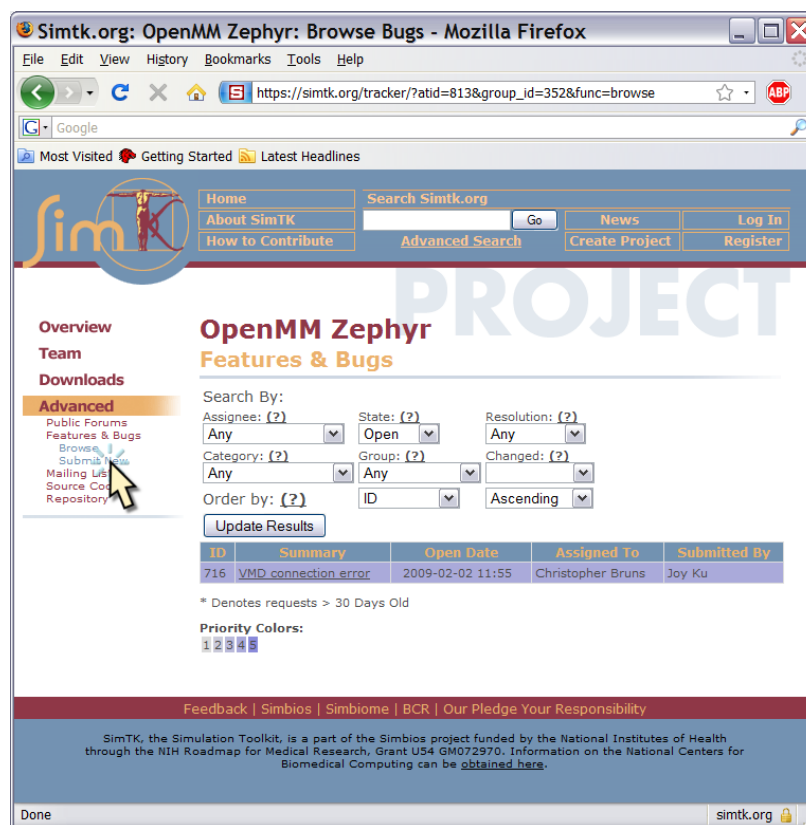 Simtk.org: OpenMM Zephyr: Browse Bugs - Mozilla Firefox
File Edit View History Bookmarks Tools Help
https://simtk.org/tracker/?atid=813&group_id=352&func=browse
ABP
G Google
Most Visited Getting Started Latest Headlines
SimTK
Home Search Simtk.org
About SimTK Go News Log In
How to Contribute Advanced Search Create Project Register
PROJECT
Overview
Team
Downloads
Advanced
Public Forums
Features & Bugs
Browse
Submit New
Mailing
Source
Repository
OpenMM Zephyr
Features & Bugs
Search By:
Assignee: (?) State: (?) Resolution: (?)
Any Open Any
Category: (?) Group: (?) Changed: (?)
Any Any
Order by: (?) ID Ascending
Update Results
ID Summary Open Date Assigned To Submitted By
716 VMD connection error 2009-02-02 11:55 Christopher Bruns Joy Ku
* Denotes requests > 30 Days Old
Priority Colors:
1 2 3 4 5
Feedback | Simbios | Simbiome | BCR | Our Pledge Your Responsibility
SimTK, the Simulation Toolkit, is a part of the Simbios project funded by the National Institutes of Health
through the NIH Roadmap for Medical Research, Grant U54 GM072970. Information on the National Centers for
Biomedical Computing can be obtained here.
Done simtk.org